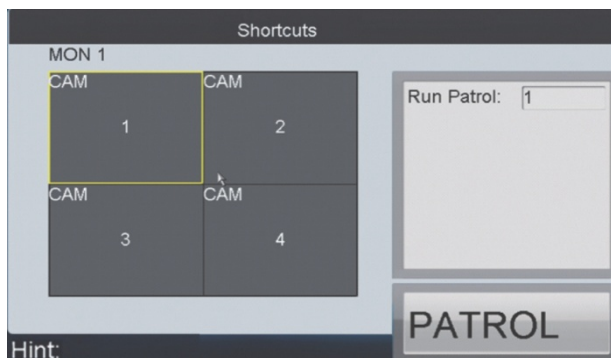 Shortcuts
MON 1
CAM
CAM
1
2
CAM
CAM
3
4
Run Patrol: 1
PATROL
Hint: